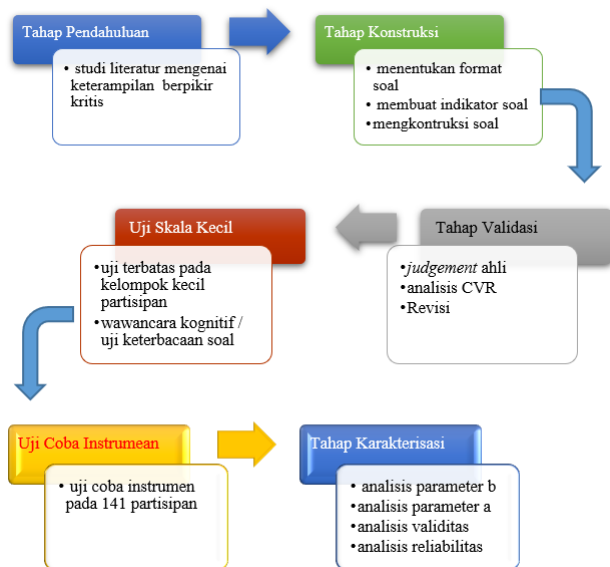 Tahap Pendahuluan
• studi literatur mengenai
keterampilan berpikir
kritis
Tahap Konstruksi
• menentukan format
soal
• membuat indikator soal
• mengkontruksi soal
Tahap Validasi
• judgement ahli
• analisis CVR
• Revisi
Uji Skala Kecil
• uji terbatas pada
kelompok kecil
partisipan
• wawancara kognitif /
uji keterbacaan soal
Uji Coba Instrumean
• uji coba instrumen
pada 141 partisipan
Tahap Karakterisasi
• analisis parameter b
• analisis parameter a
• analisis validitas
• analisis reliabilitas